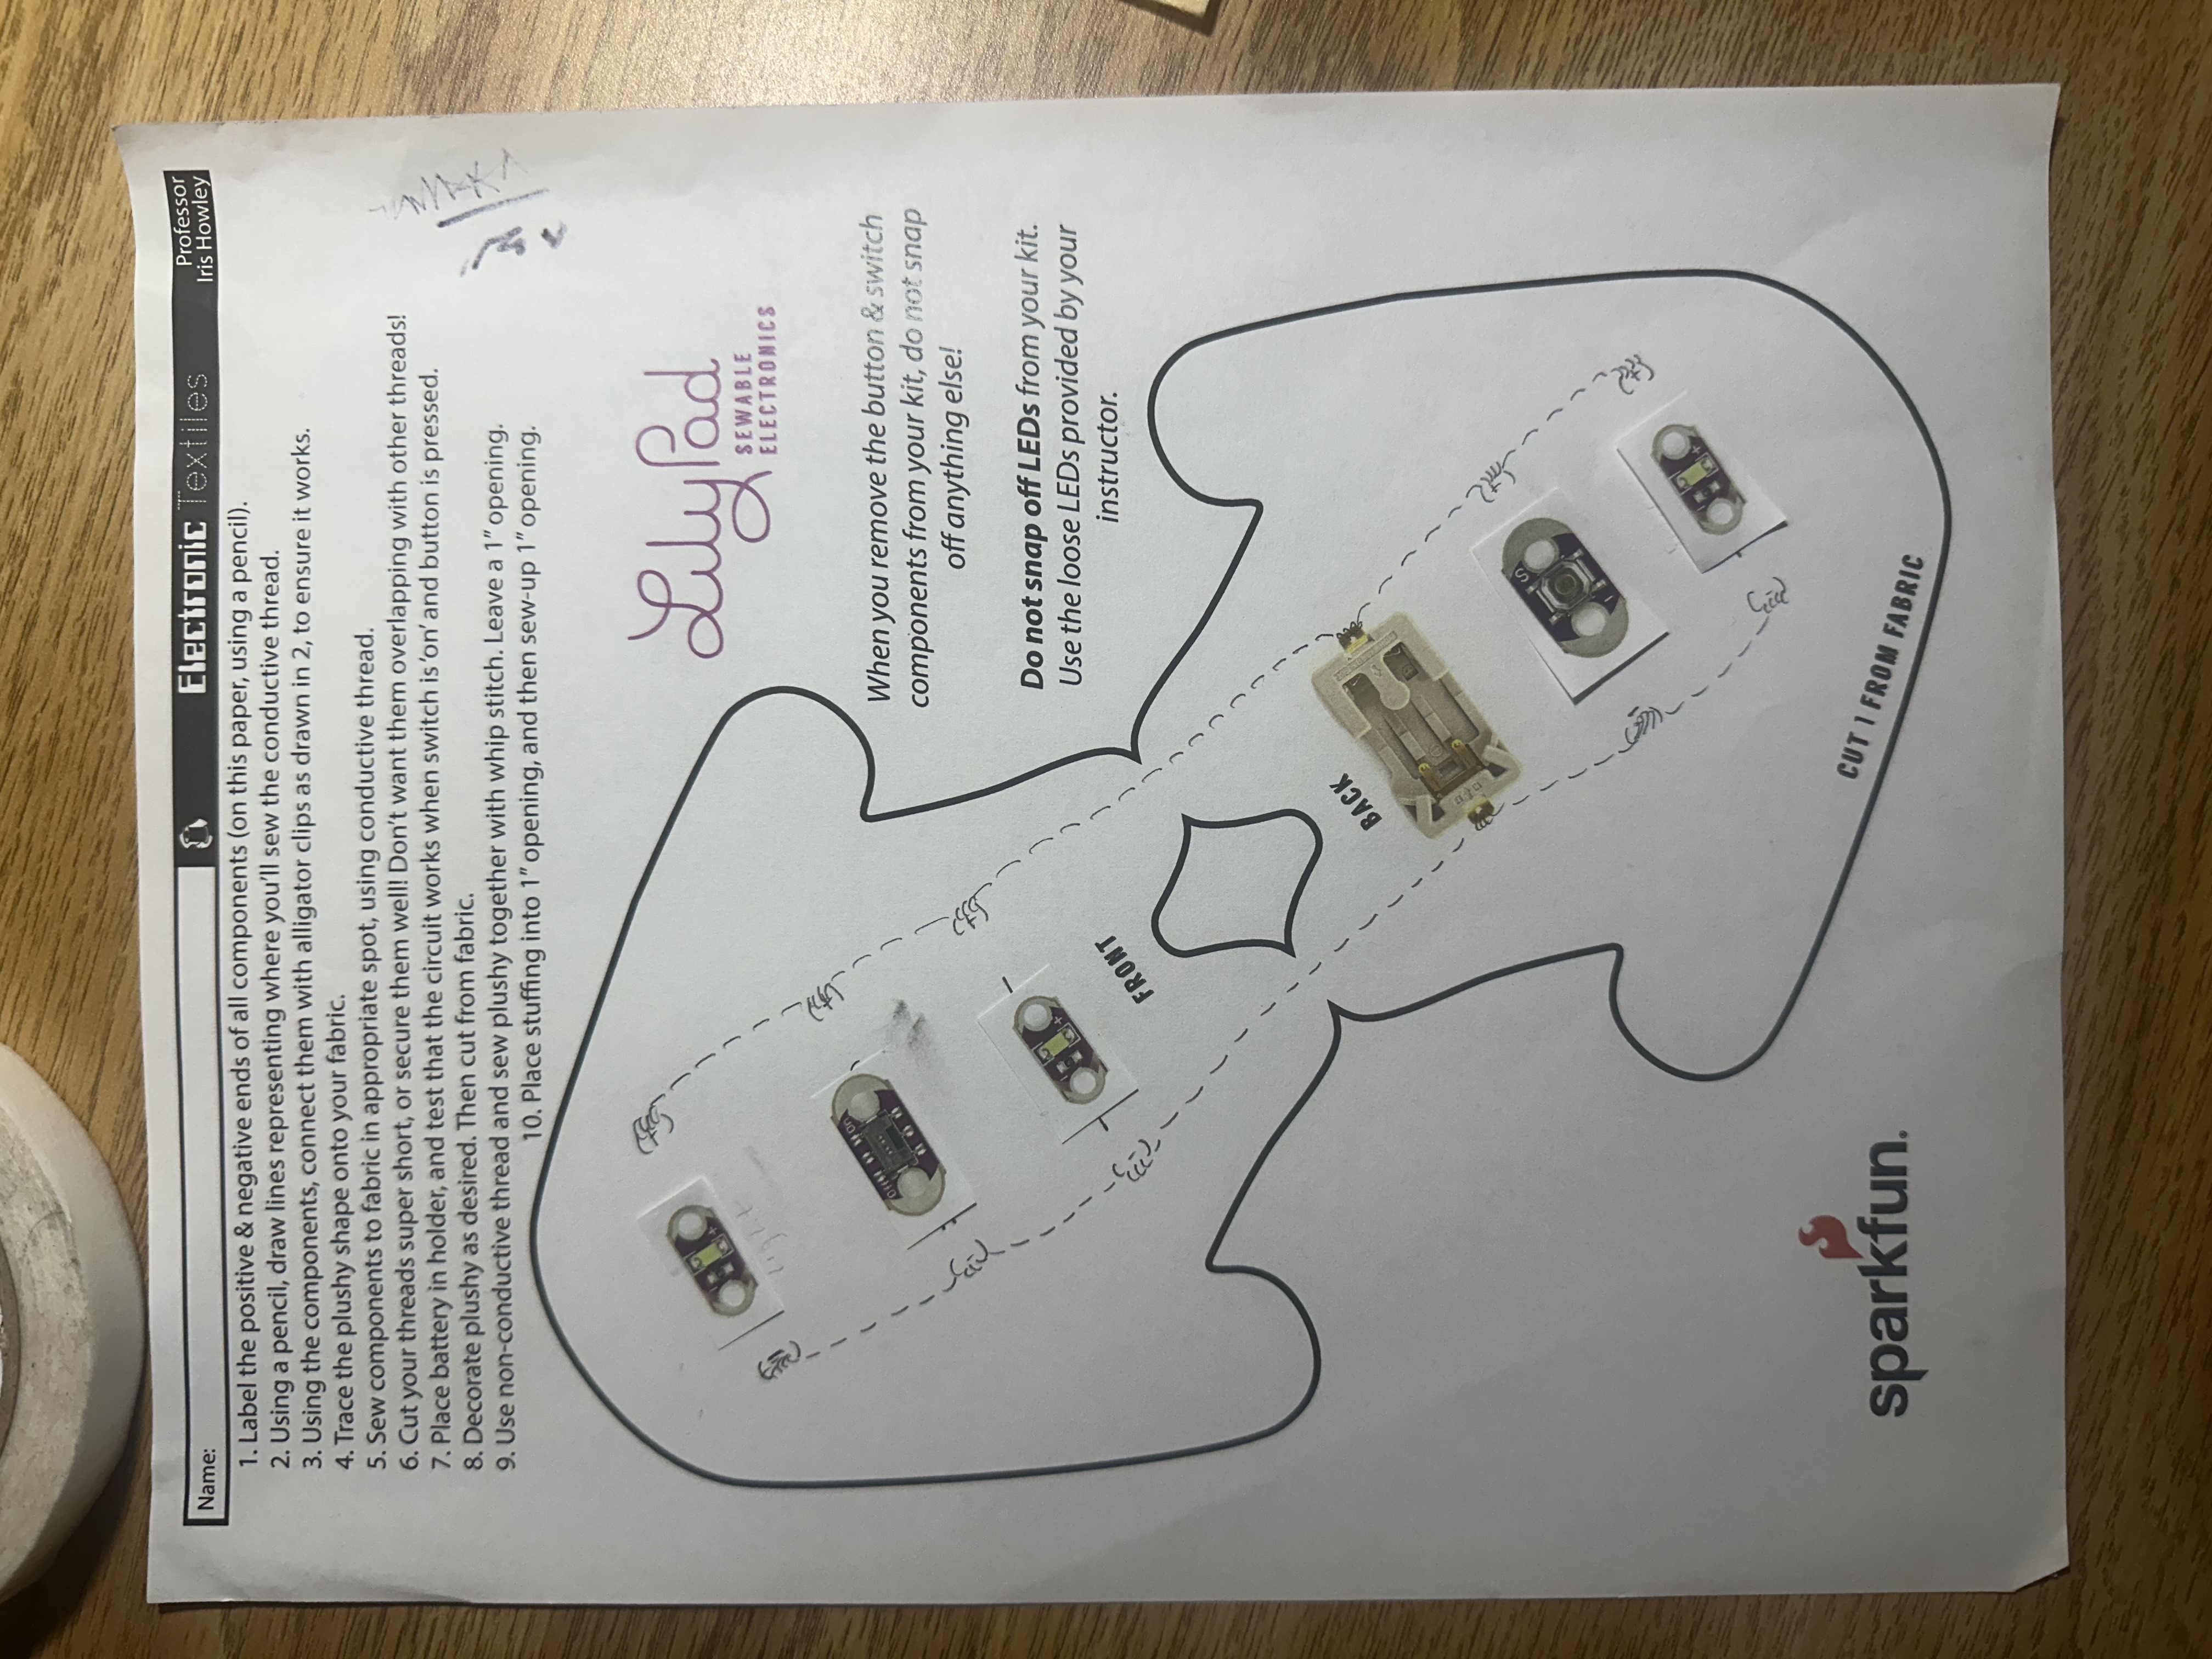 Name:
Electronic Textiles
Professor
Iris Howley
1. Label the positive & negative ends of all components (on this paper, using a pencil).
2. Using a pencil, draw lines representing where you'll sew the conductive thread.
3. Using the components, connect them with alligator clips as drawn in 2, to ensure it works.
4. Trace the plushy shape onto your fabric.
5. Sew components to fabric in appropriate spot, using conductive thread.
6. Cut your threads super short, or secure them well! Don't want them overlapping with other threads!
7. Place battery in holder, and test that the circuit works when switch is 'on' and button is pressed.
8. Decorate plushy as desired. Then cut from fabric.
9. Use non-conductive thread and sew plushy together with whip stitch. Leave a 1" opening.
10. Place stuffing into 1" opening, and then sew-up 1" opening.
LilyPad
SEWABLE
ELECTRONICS
light
Off On
When you remove the button & switch
components from your kit, do not snap
off anything else!
Do not snap off LEDs from your kit.
Use the loose LEDs provided by your
instructor.
+
FRONT
BACK
S
+
CUT 1 FROM FABRIC
sparkfun.